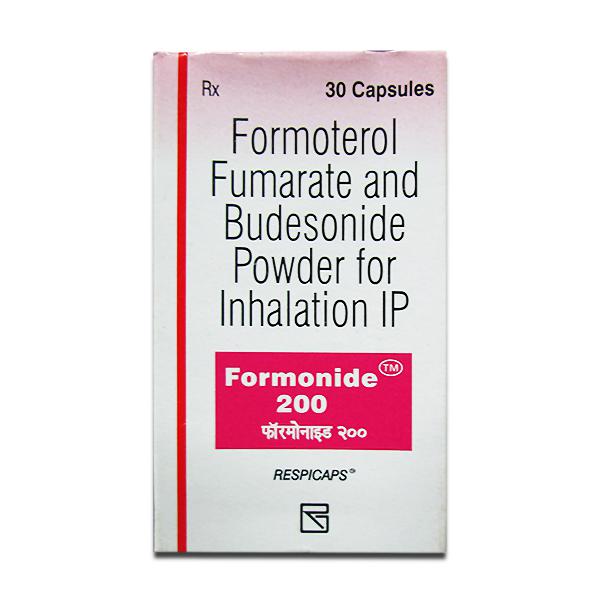 Rx
30 Capsules
Formoterol
Fumarate and
Budesonide
Powder for
Inhalation IP
Formonide™
200
फॉरमोनाइड २००
RESPICAPS®